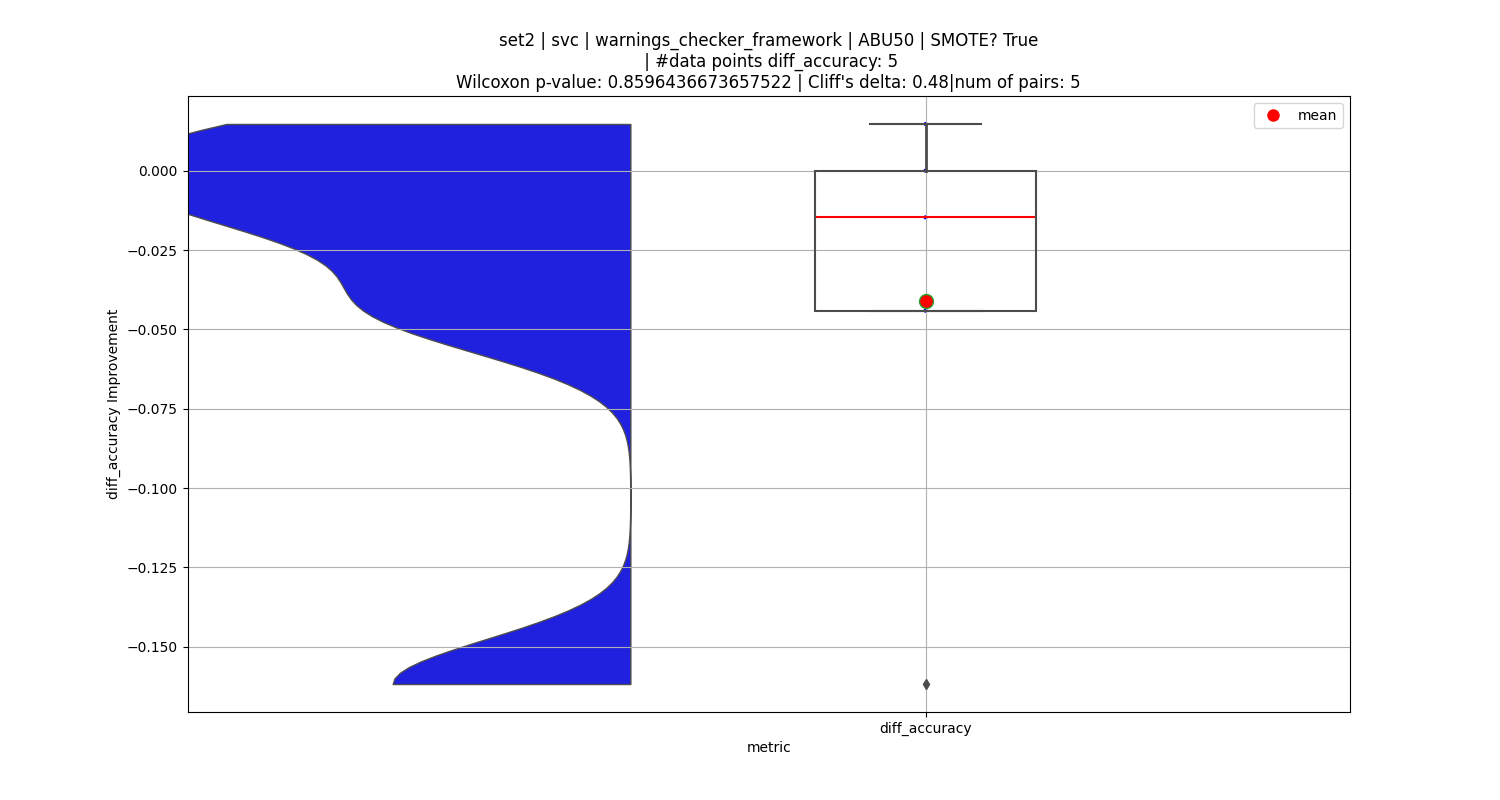 set2 | svc | warnings_checker_framework | ABU50 | SMOTE? True
| #data points diff_accuracy: 5
Wilcoxon p-value: 0.8596436673657522 | Cliff's delta: 0.48|num of pairs: 5
mean
0.000
−0.025
−0.050
−0.075
−0.100
−0.125
−0.150
diff_accuracy Improvement
diff_accuracy
metric